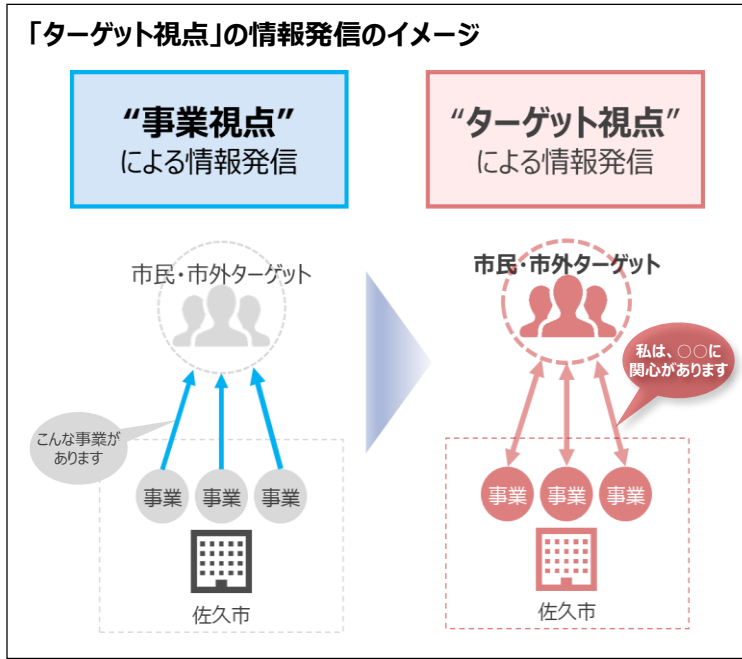 「ターゲット視点」の情報発信のイメージ
“事業視点”
による情報発信
“ターゲット視点”
による情報発信
市民・市外ターゲット
こんな事業が
あります
事業 事業 事業
佐久市
市民・市外ターゲット
私は、○○に
関心があります
事業 事業 事業
佐久市